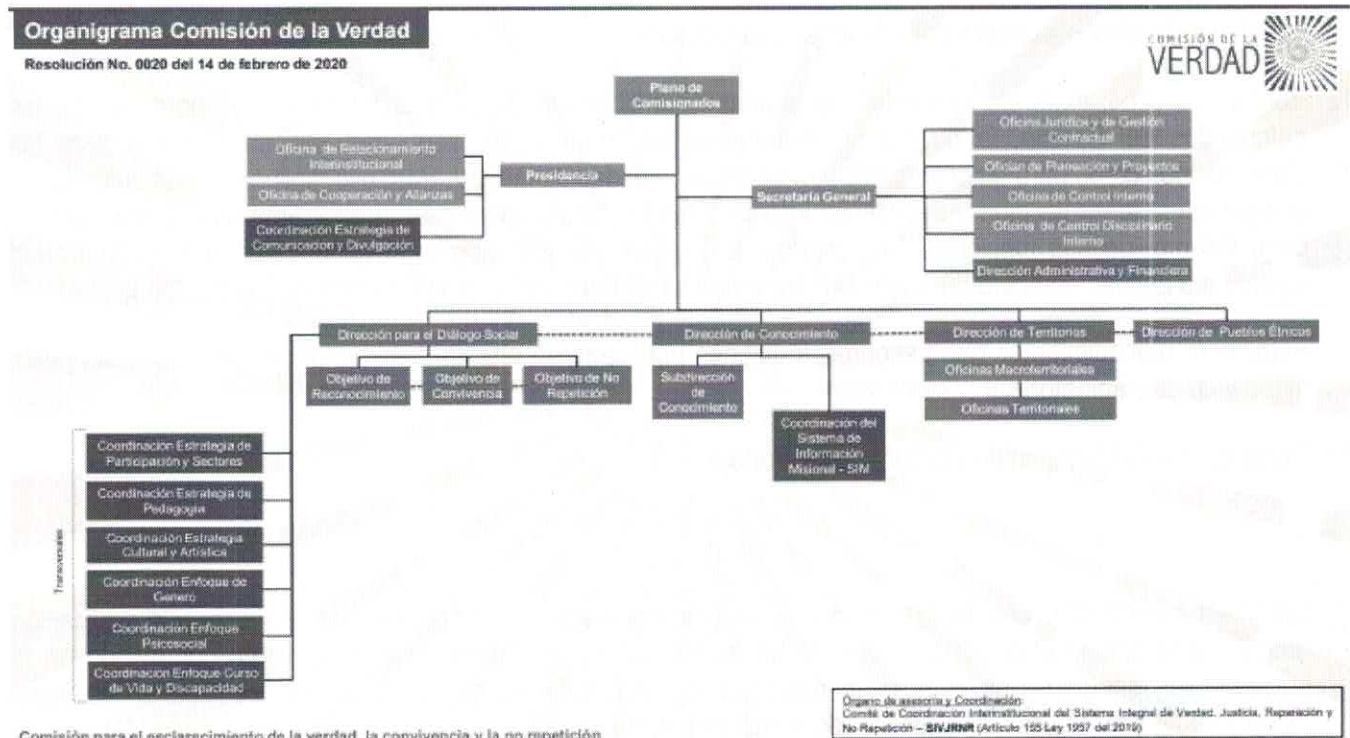 Organigrama Comisión de la Verdad
Resolución No. 0020 del 14 de febrero de 2020
COMISIÓN DE LA
VERDAD
Pleno de
Comisionados
Oficina de Relacionamiento
Interinstitucional
Oficina de Cooperación y Alianzas
Coordinación Estrategia de
Comunicación y Divulgación
Presidencia
Secretaría General
Oficina Jurídica y de Gestión
Contractual
Oficina de Planeación y Proyectos
Oficina de Control Interno
Oficina de Control Disciplinario
Interno
Dirección Administrativa y Financiera
Dirección para el Diálogo Social
Dirección de Conocimiento
Dirección de Territorios
Dirección de Pueblos Étnicos
Objetivo de
Reconocimiento
Objetivo de
Convivencia
Objetivo de No
Repetición
Subdirección
de
Conocimiento
Coordinación del
Sistema de
Información
Misional - SIM
Oficinas Macroterritoriales
Oficinas Territoriales
Transversales
Coordinación Estrategia de
Participación y Sectores
Coordinación Estrategia de
Pedagogía
Coordinación Estrategia
Cultural y Artística
Coordinación Enfoque de
Género
Coordinación Enfoque
Psicosocial
Coordinación Enfoque Curso
de Vida y Discapacidad
Órgano de asesoría y Coordinación:
Comité de Coordinación Interinstitucional del Sistema Integral de Verdad, Justicia, Reparación y
No Repetición – SIVJRNR (Artículo 155 Ley 1957 del 2019)
Comisión para el esclarecimiento de la verdad, la convivencia y la no repetición